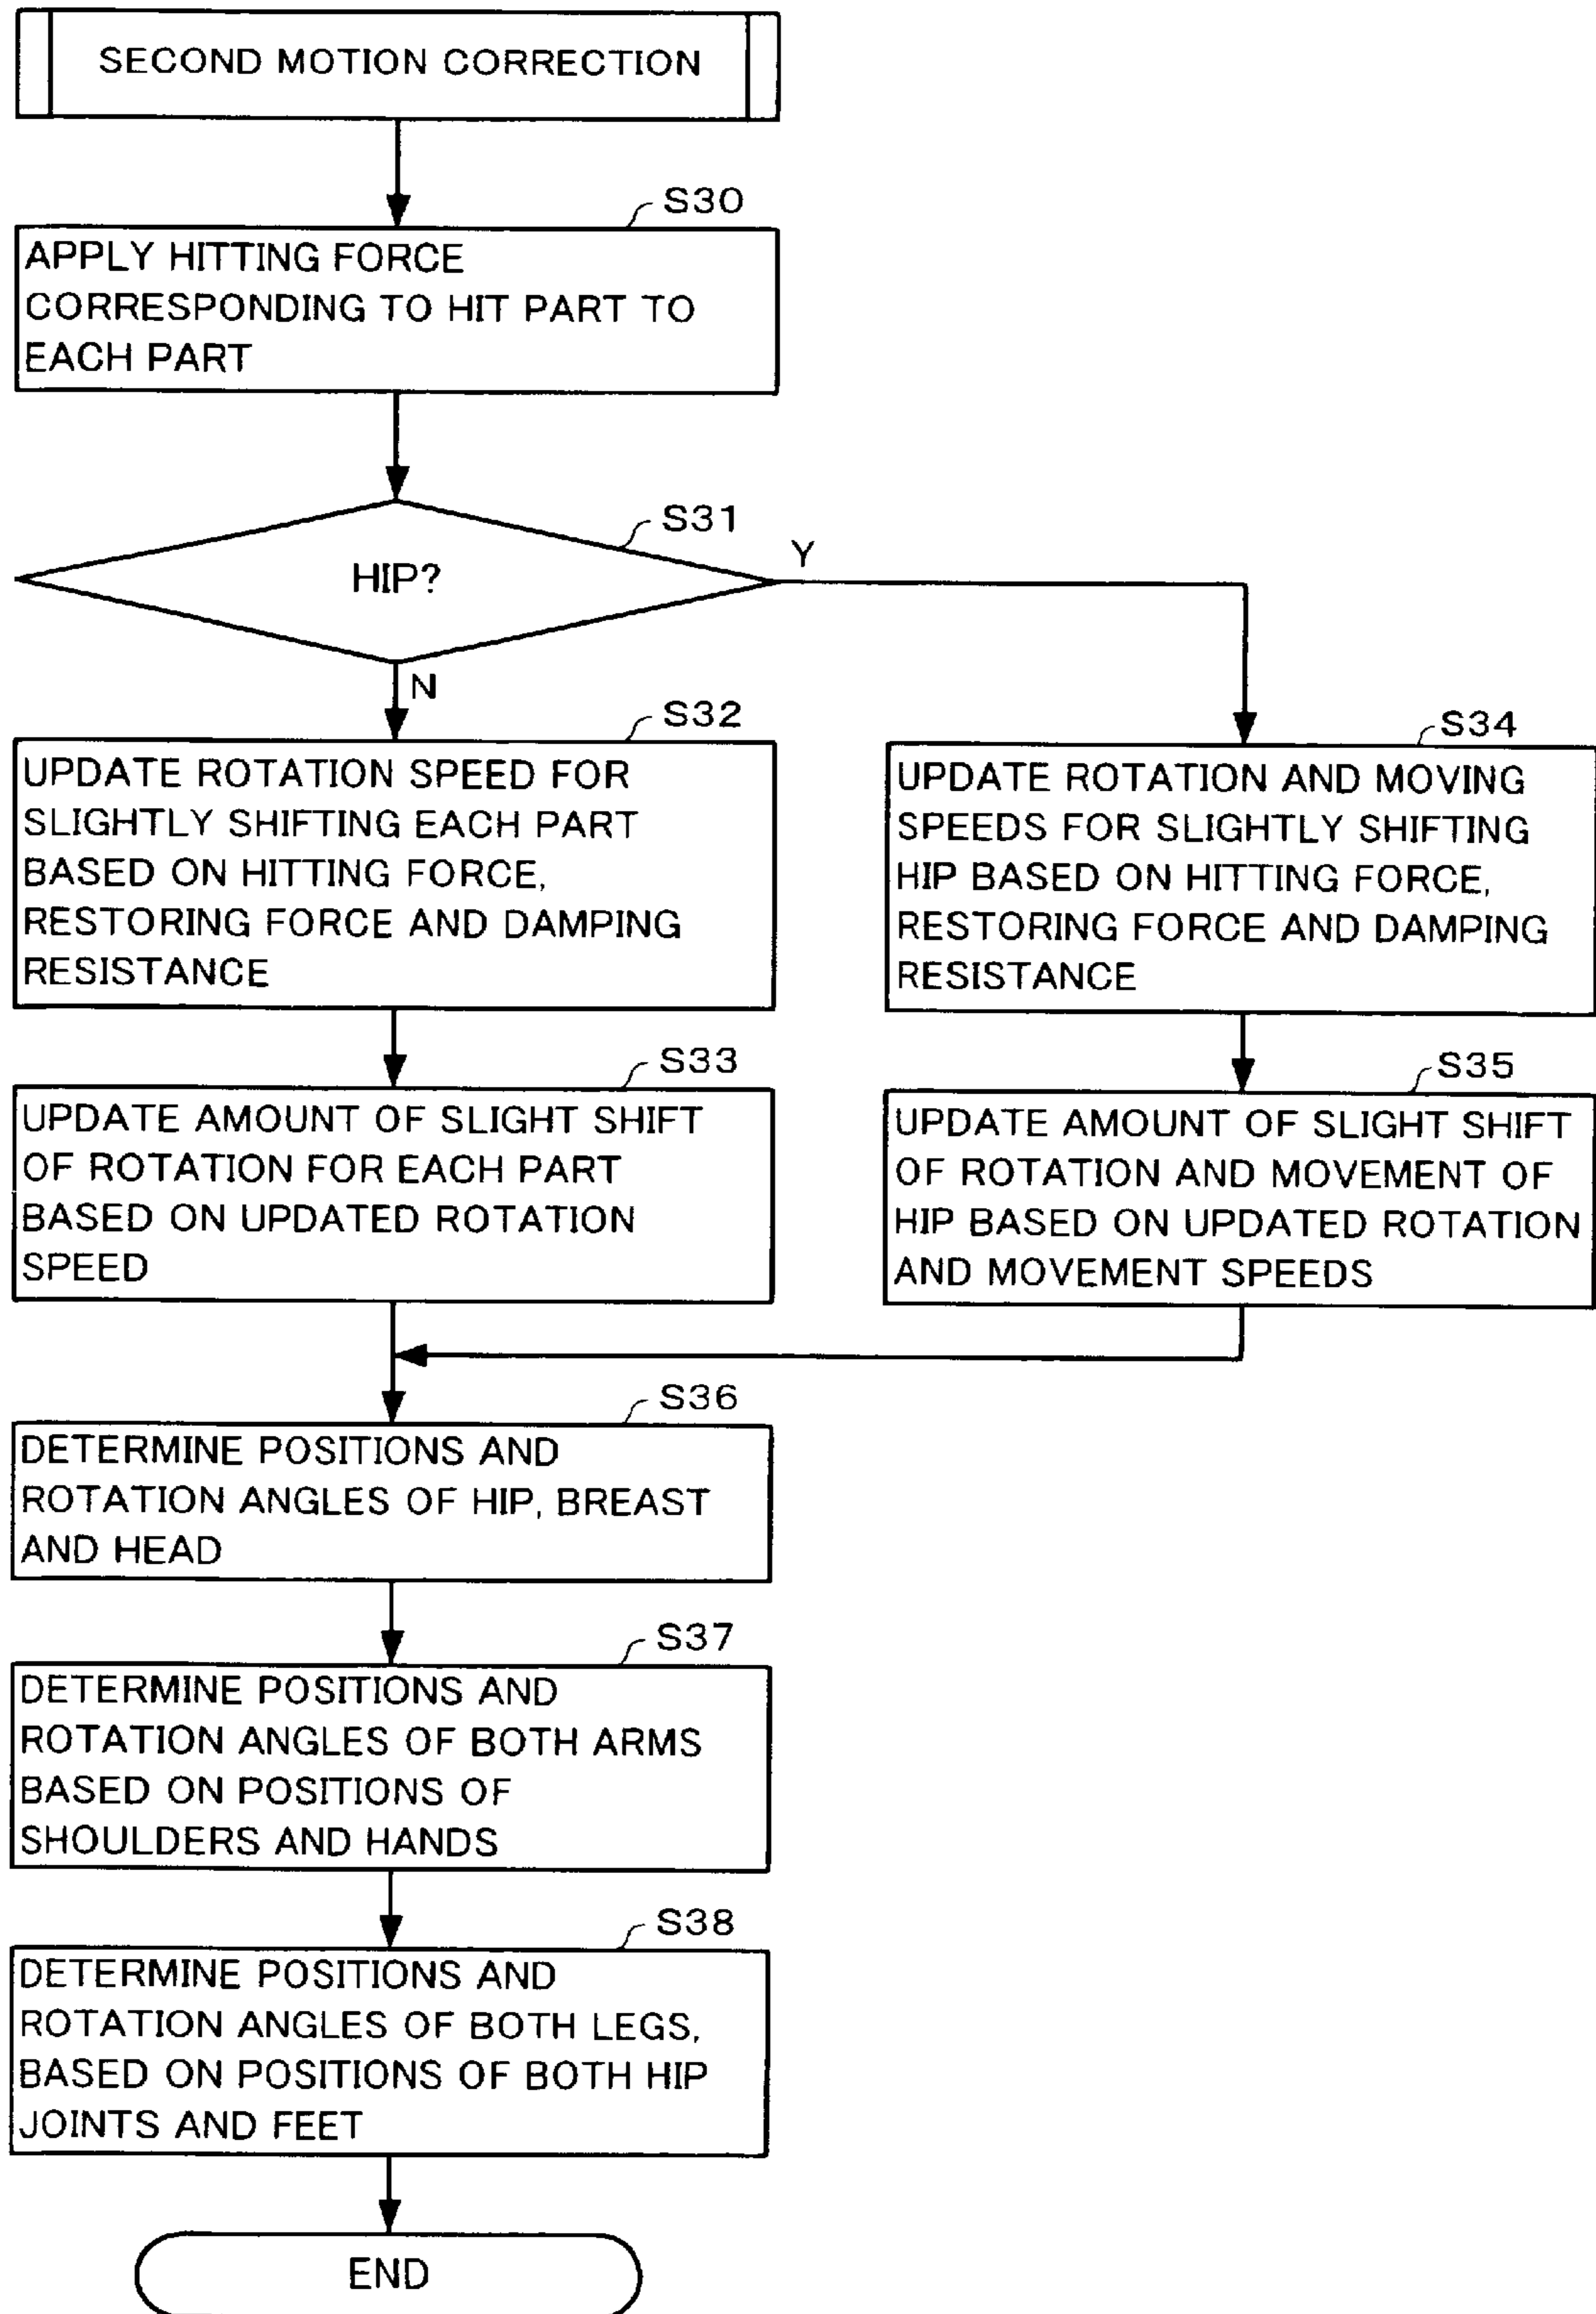 SECOND MOTION CORRECTION
S30
APPLY HITTING FORCE
CORRESPONDING TO HIT PART TO
EACH PART
S31
HIP?
Y
N
S32
UPDATE ROTATION SPEED FOR
SLIGHTLY SHIFTING EACH PART
BASED ON HITTING FORCE,
RESTORING FORCE AND DAMPING
RESISTANCE
S34
UPDATE ROTATION AND MOVING
SPEEDS FOR SLIGHTLY SHIFTING
HIP BASED ON HITTING FORCE,
RESTORING FORCE AND DAMPING
RESISTANCE
S33
UPDATE AMOUNT OF SLIGHT SHIFT
OF ROTATION FOR EACH PART
BASED ON UPDATED ROTATION
SPEED
S35
UPDATE AMOUNT OF SLIGHT SHIFT
OF ROTATION AND MOVEMENT OF
HIP BASED ON UPDATED ROTATION
AND MOVEMENT SPEEDS
S36
DETERMINE POSITIONS AND
ROTATION ANGLES OF HIP, BREAST
AND HEAD
S37
DETERMINE POSITIONS AND
ROTATION ANGLES OF BOTH ARMS
BASED ON POSITIONS OF
SHOULDERS AND HANDS
S38
DETERMINE POSITIONS AND
ROTATION ANGLES OF BOTH LEGS,
BASED ON POSITIONS OF BOTH HIP
JOINTS AND FEET
END